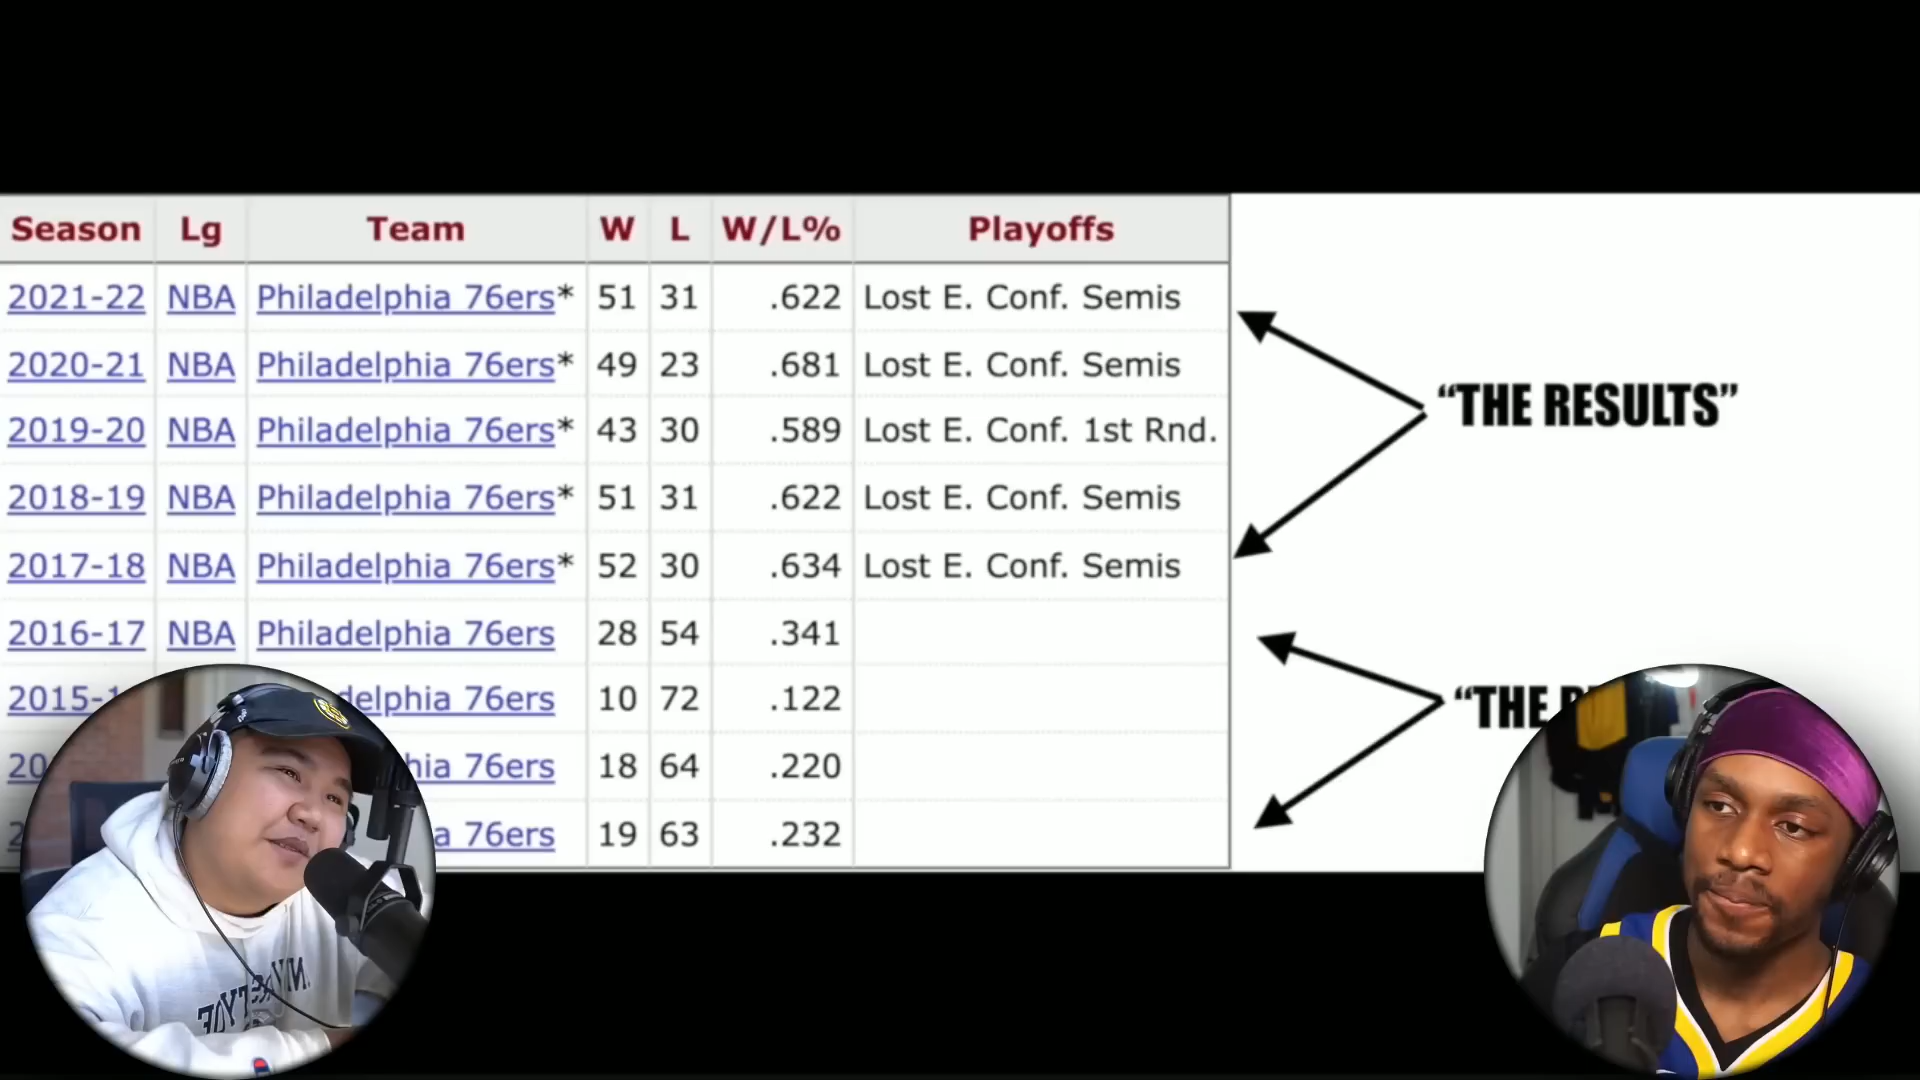 Season Lg Team W L W/L% Playoffs
2021-22 NBA Philadelphia 76ers* 51 31 .622 Lost E. Conf. Semis
2020-21 NBA Philadelphia 76ers* 49 23 .681 Lost E. Conf. Semis
“THE RESULTS”
2019-20 NBA Philadelphia 76ers* 43 30 .589 Lost E. Conf. 1st Rnd.
2018-19 NBA Philadelphia 76ers* 51 31 .622 Lost E. Conf. Semis
2017-18 NBA Philadelphia 76ers* 52 30 .634 Lost E. Conf. Semis
2016-17 NBA Philadelphia 76ers 28 54 .341
76ers 10 72 .122
“THE
76ers 18 64 .220
76ers 19 63 .232